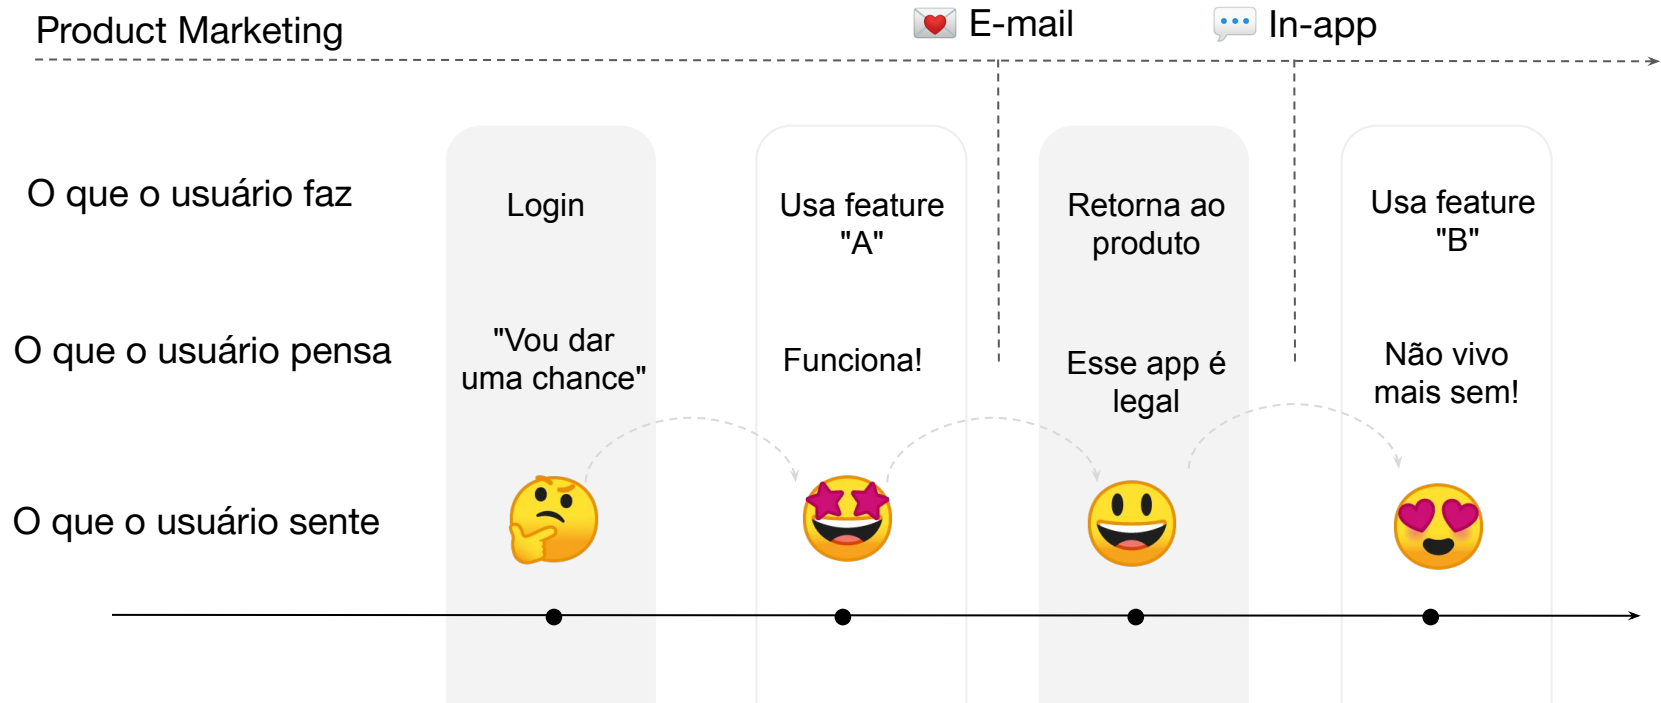 Product Marketing
E-mail
In-app
O que o usuário faz
Login
Usa feature
"A"
Retorna ao
produto
Usa feature
"B"
O que o usuário pensa
"Vou dar
uma chance"
Funciona!
Esse app é
legal
Não vivo
mais sem!
O que o usuário sente